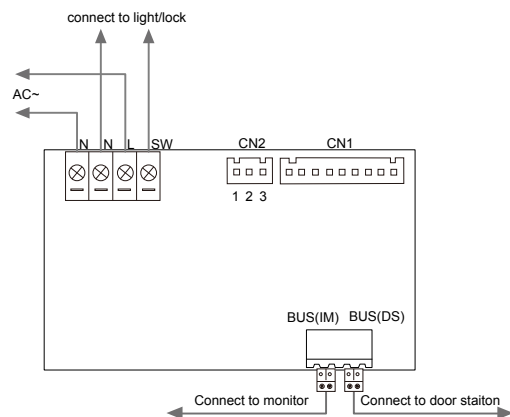 connect to light/lock
AC~
N N L SW
CN2 CN1
1 2 3
BUS(IM) BUS(DS)
Connect to monitor Connect to door staiton